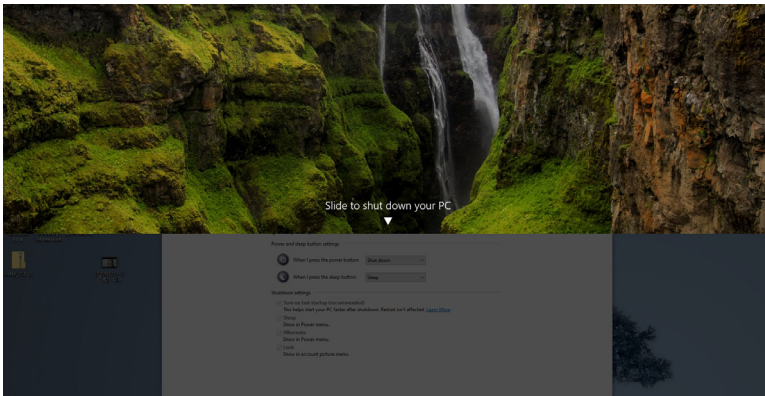 Slide to shut down your PC
Power and sleep button settings
When I press the power button:
Shut down
When I press the sleep button:
Sleep
Shutdown settings
Turn on fast startup (recommended)
This helps start your PC faster after shutdown. Restart isn't affected. Learn More
Sleep
Show in Power menu.
Hibernate
Show in Power menu.
Lock
Show in account picture menu.